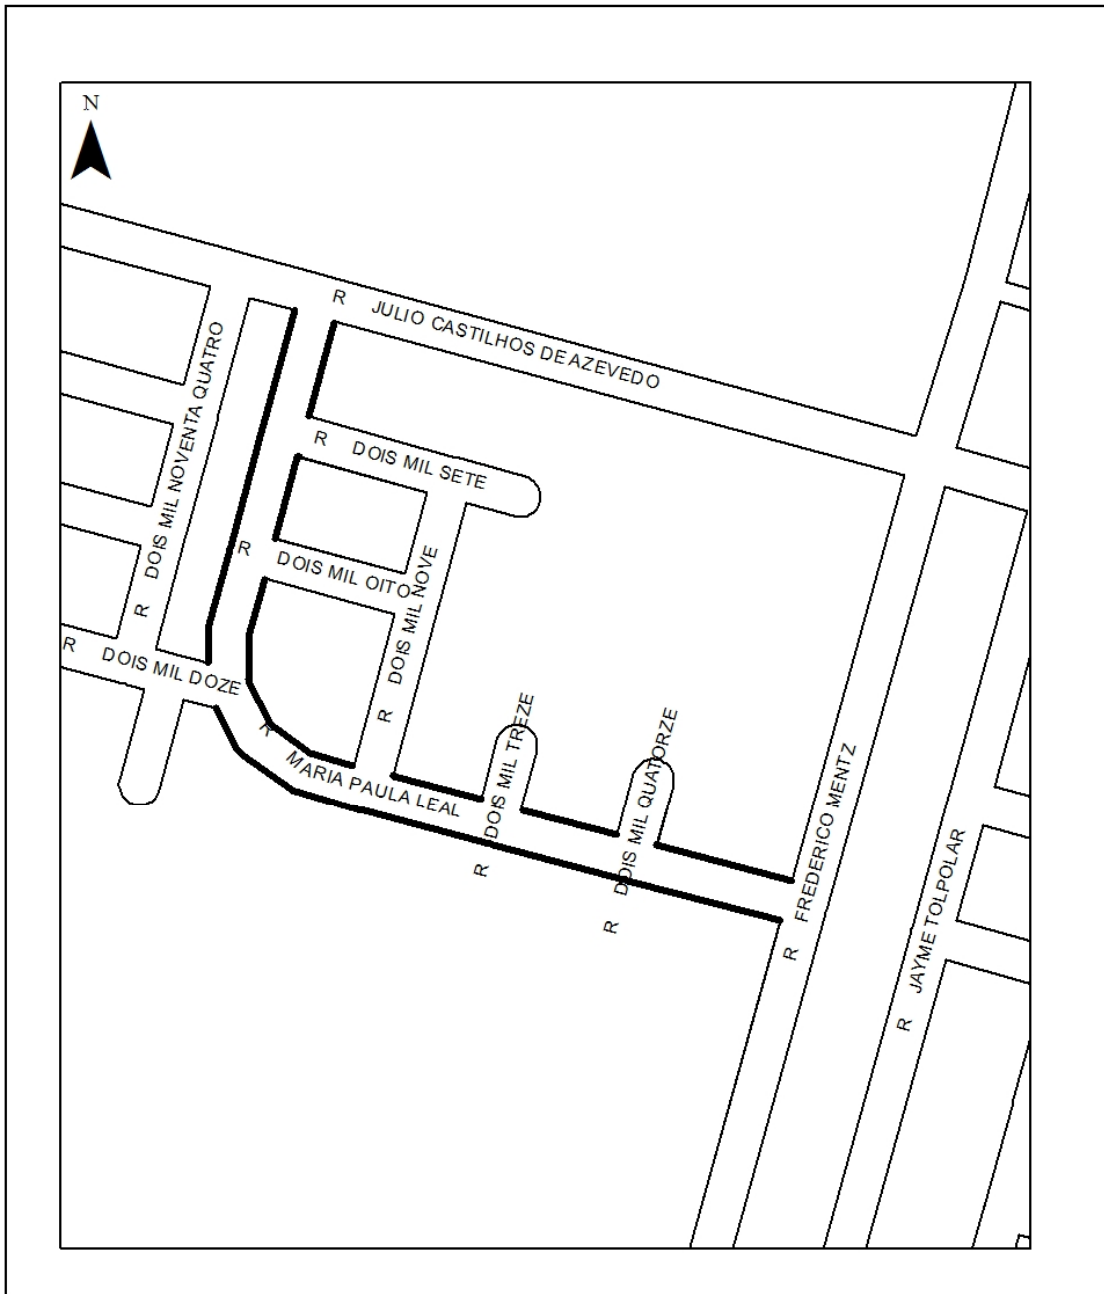 N
R JULIO CASTILHOS DE AZEVEDO
R DOIS MIL NOVENTA QUATRO
R DOIS MIL SETE
R DOIS MIL OITO
R DOIS MIL NOVE
R DOIS MIL DOZE
R MARIA PAULA LEAL
R DOIS MIL TREZE
R DOIS MIL QUATORZE
R FREDERICO MENTZ
R JAYME TOLPOLAR